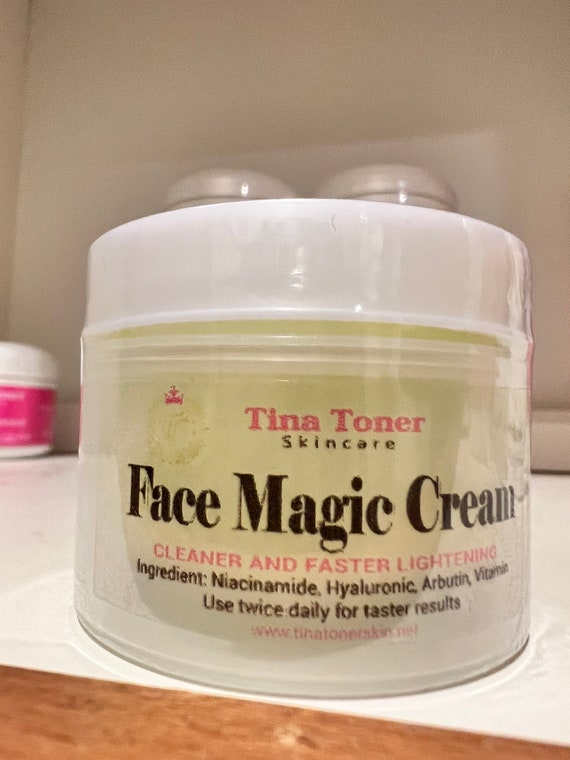 Tina Toner
Skincare
Face Magic Cream
CLEANER AND FASTER LIGHTENING
Ingredient: Niacinamide, Hyaluronic, Arbutin, Vitamin
Use twice daily for faster results
www.tinatonerskin.net